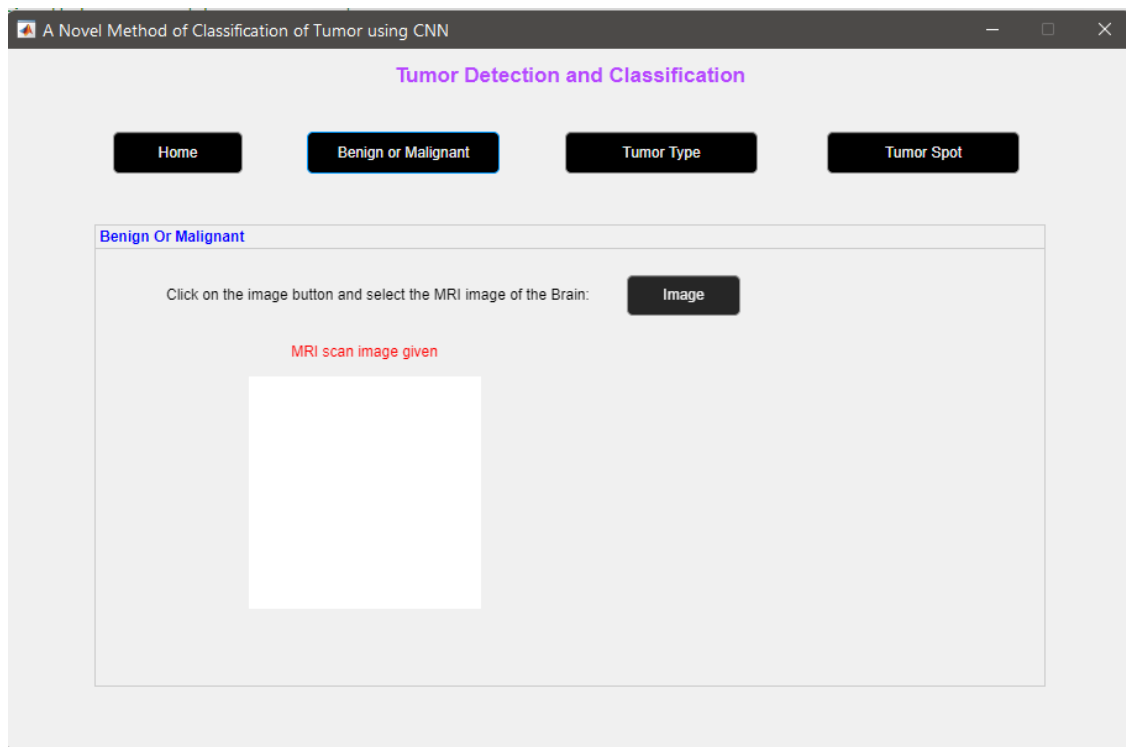 A Novel Method of Classification of Tumor using CNN
Tumor Detection and Classification
Home Benign or Malignant Tumor Type Tumor Spot
Benign Or Malignant
Click on the image button and select the MRI image of the Brain: Image
MRI scan image given